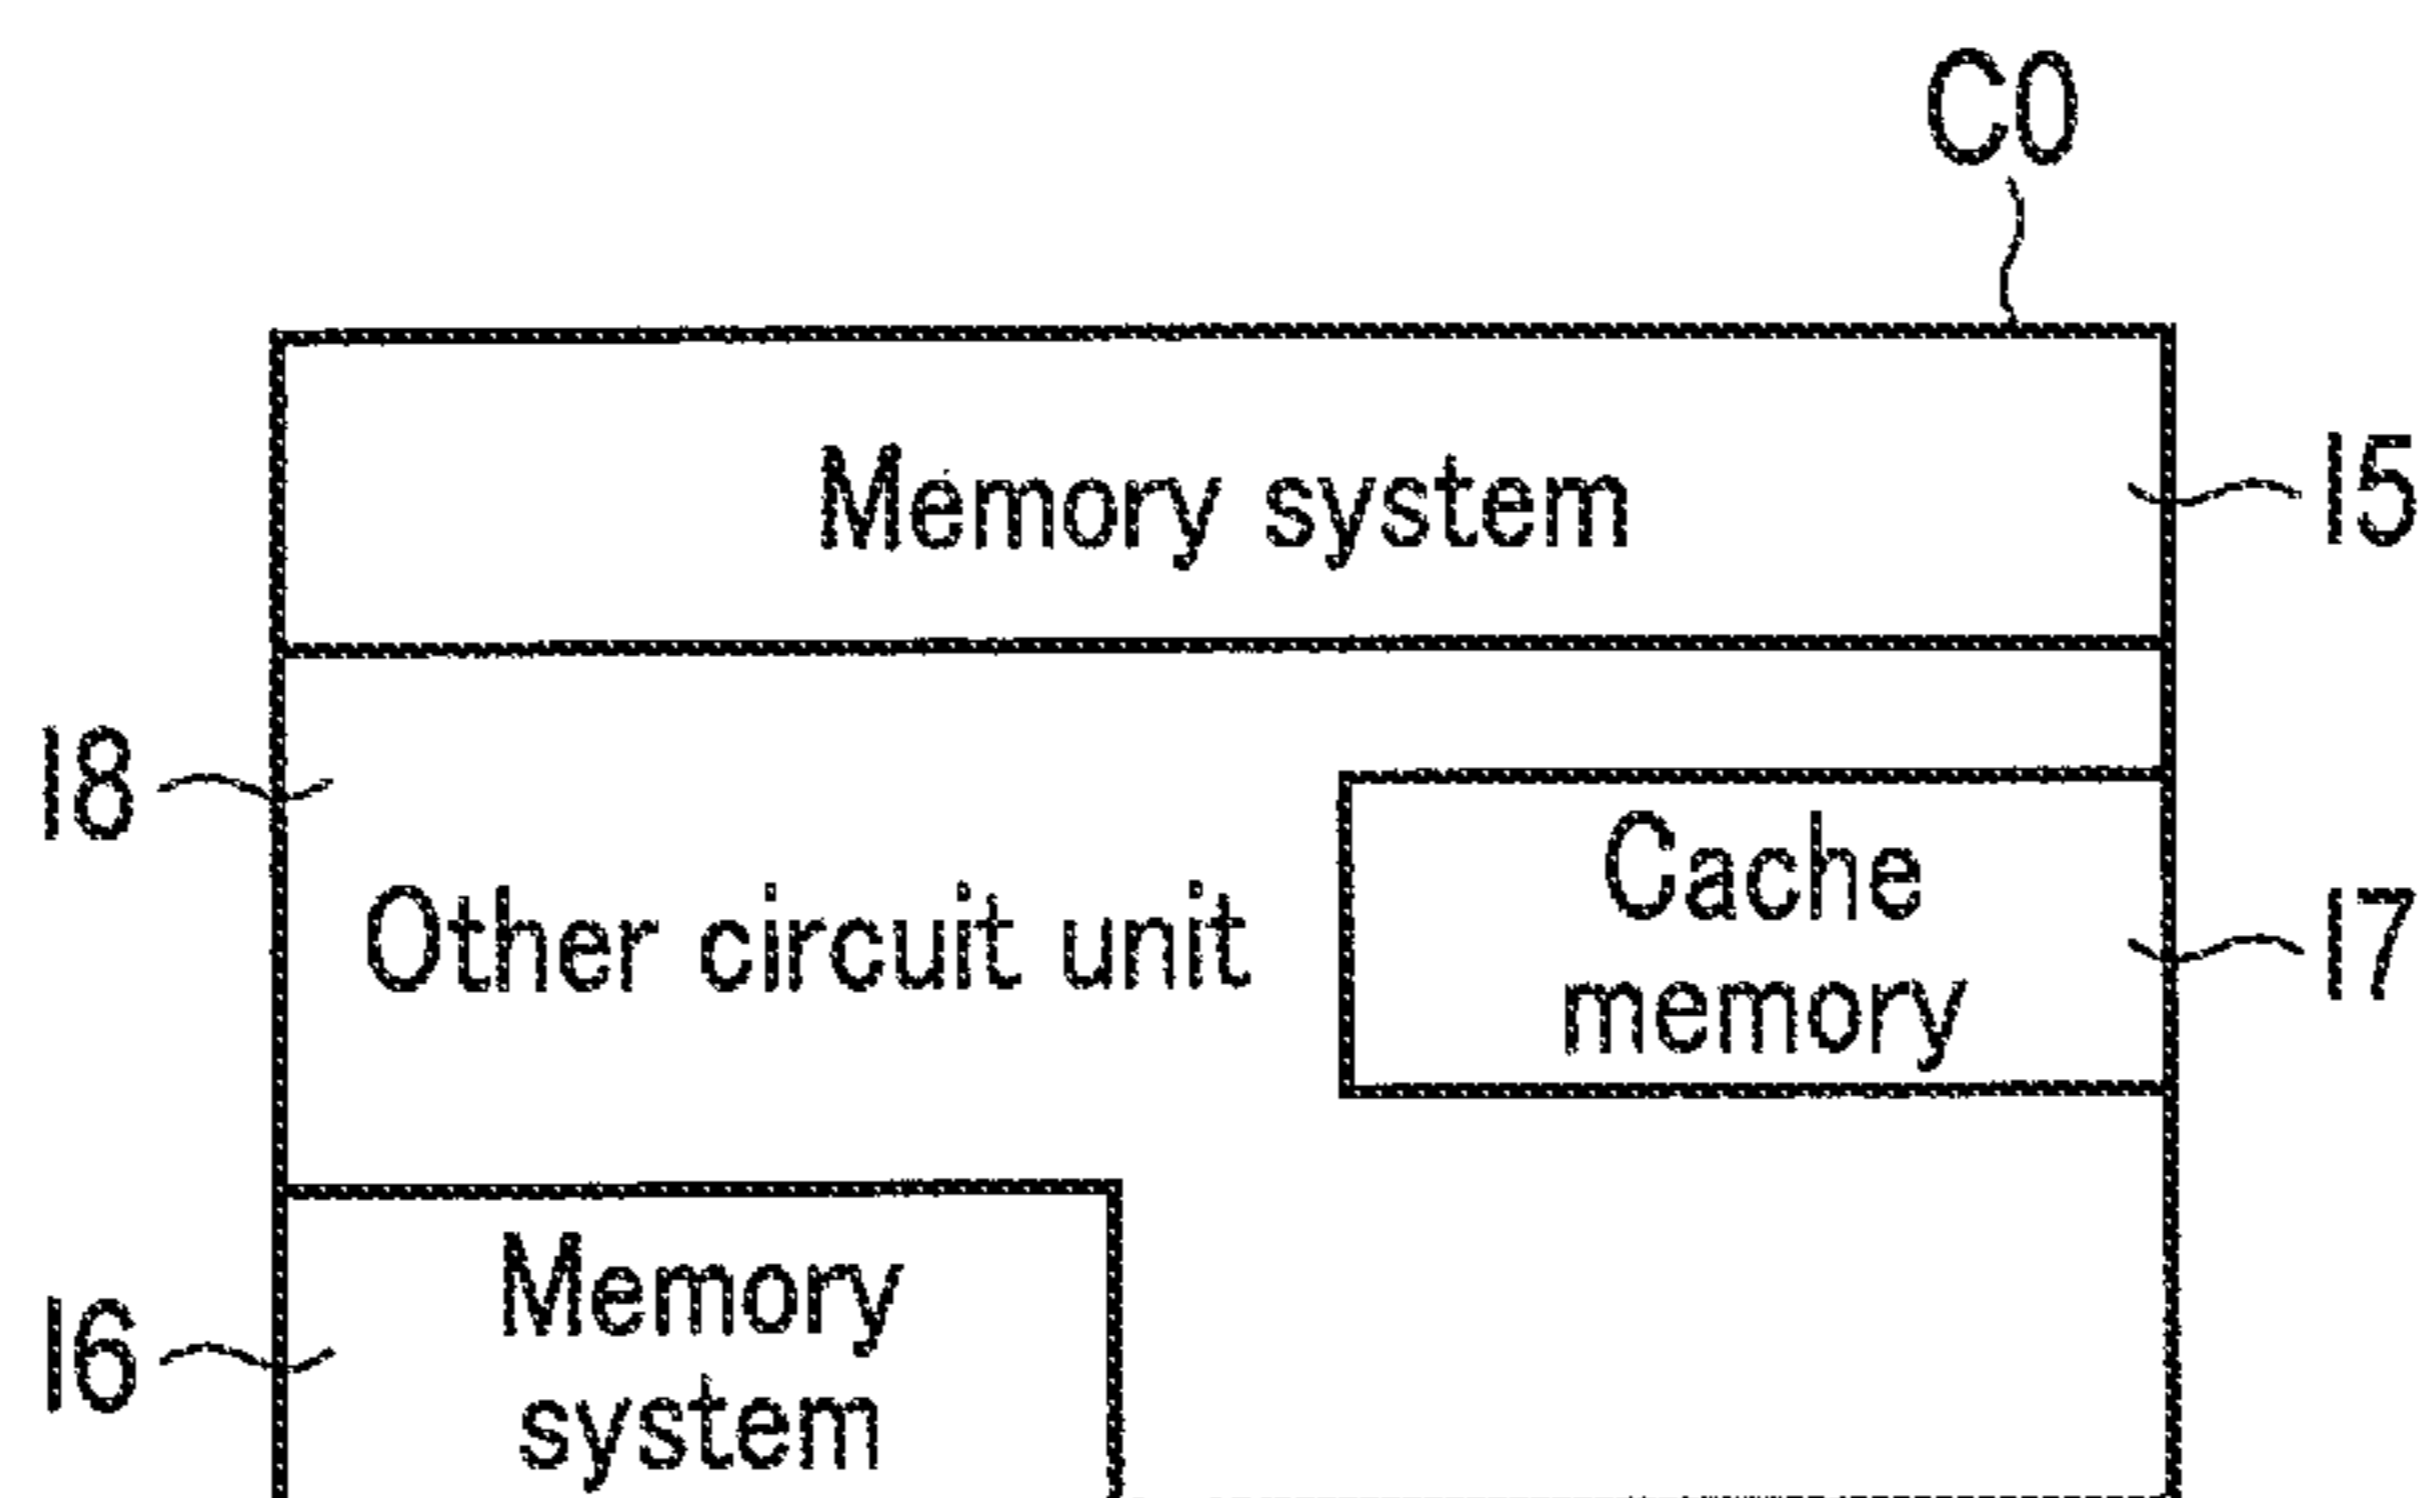 C0
Memory system
15
18
Cache
memory
Other circuit unit
17
Memory
system
16